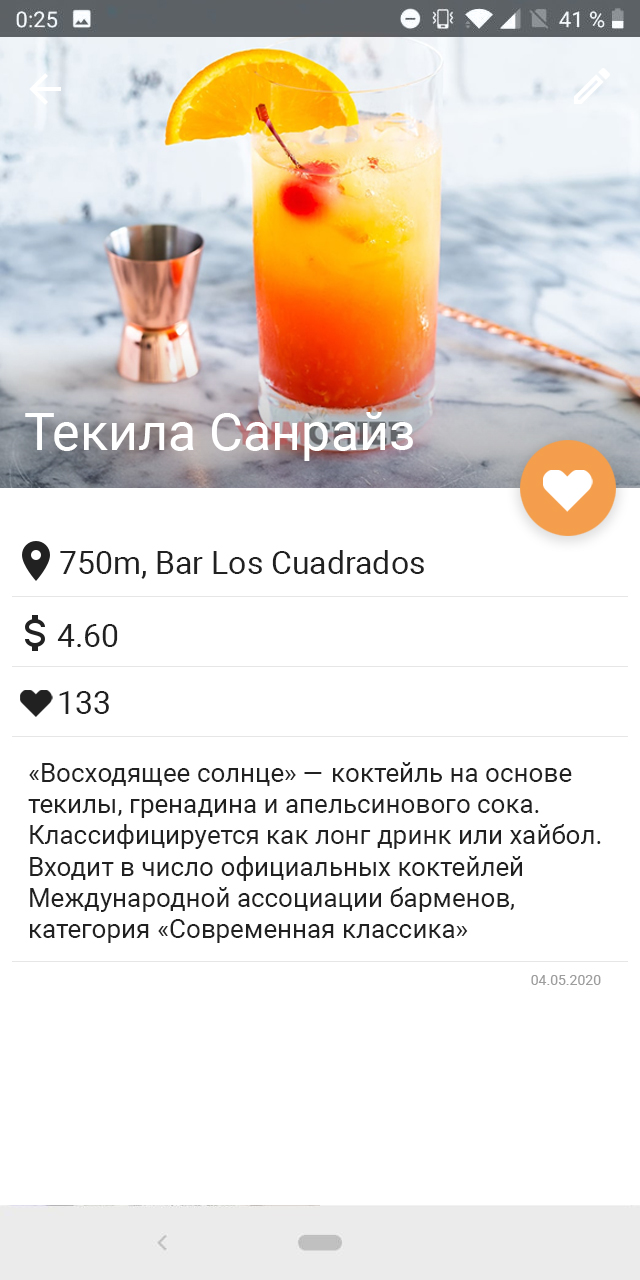 0:25
41 %
Текила Санрайз
750m, Bar Los Cuadrados
$ 4.60
133
«Восходящее солнце» — коктейль на основе
текилы, гренадина и апельсинового сока.
Классифицируется как лонг дринк или хайбол.
Входит в число официальных коктейлей
Международной ассоциации барменов,
категория «Современная классика»
04.05.2020